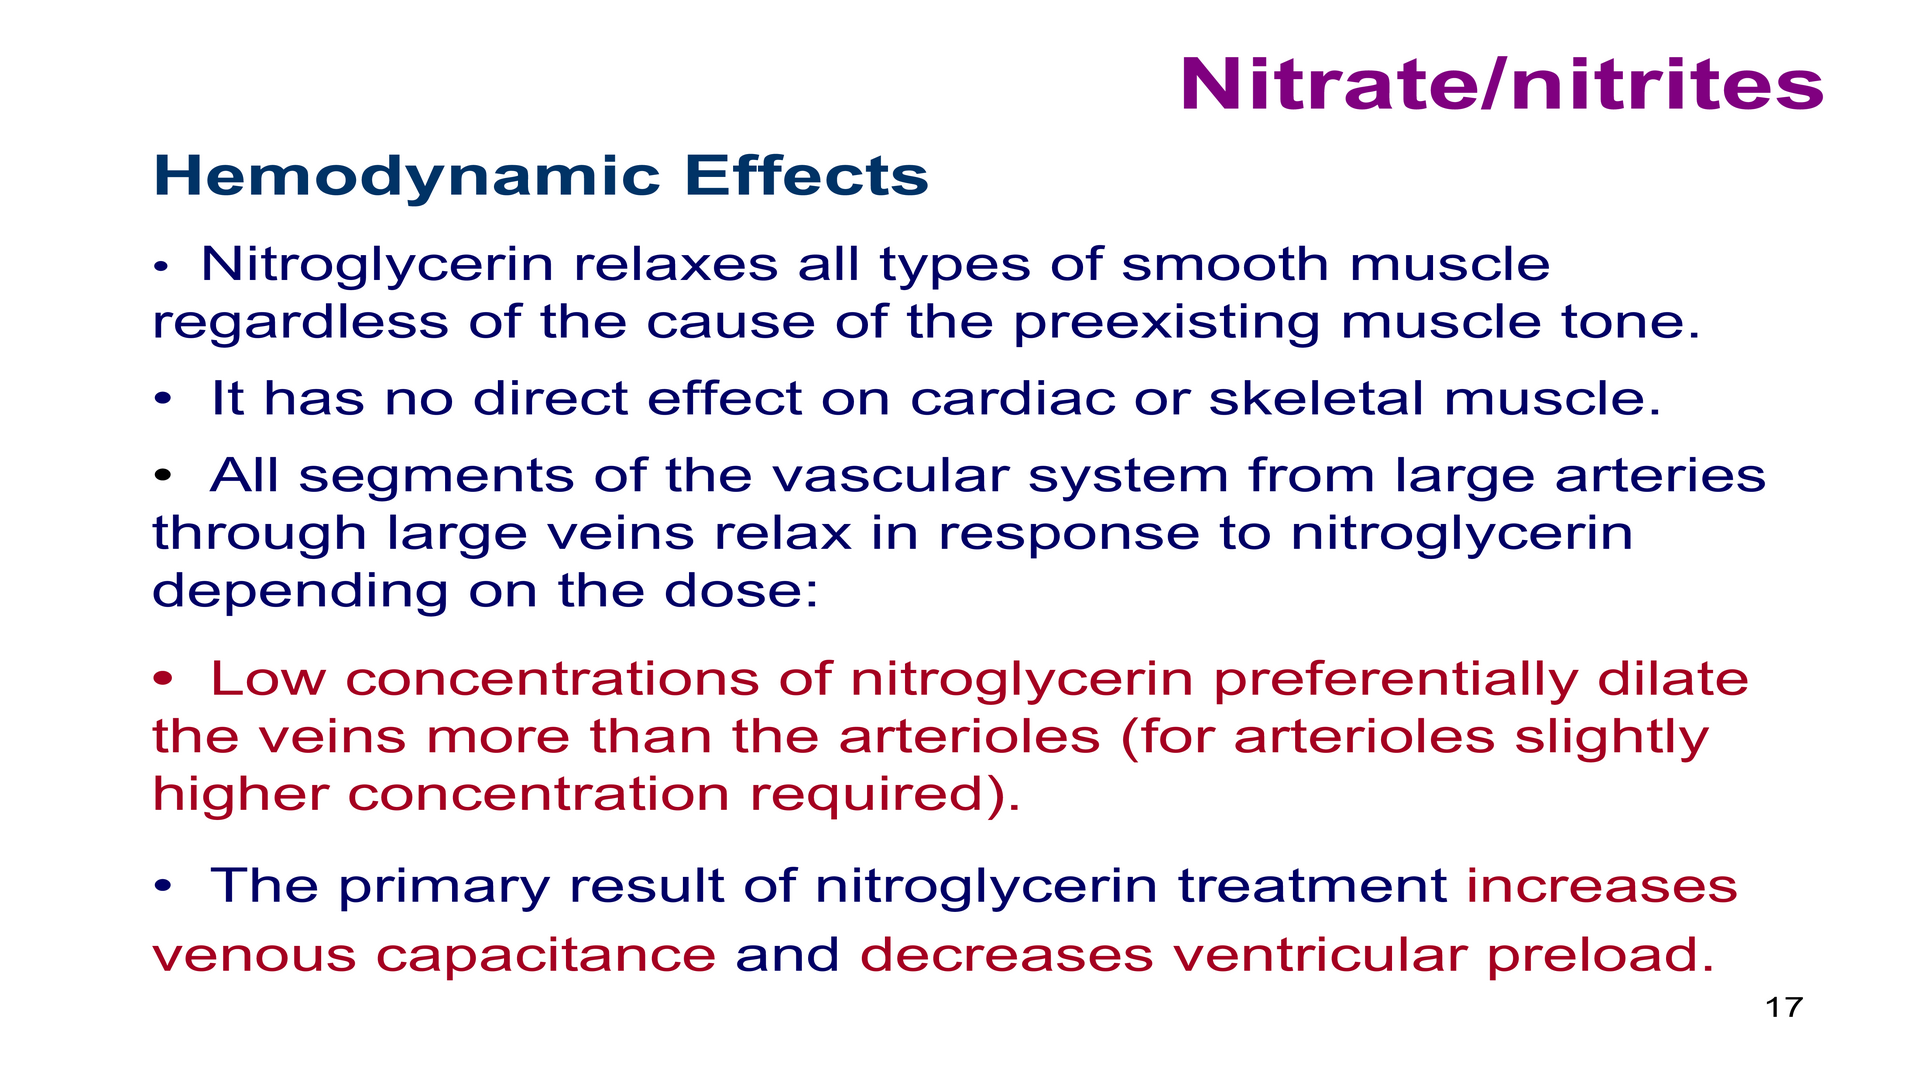 Nitrate/nitrites
Hemodynamic Effects
• Nitroglycerin relaxes all types of smooth muscle
regardless of the cause of the preexisting muscle tone.
• It has no direct effect on cardiac or skeletal muscle.
• All segments of the vascular system from large arteries
through large veins relax in response to nitroglycerin
depending on the dose:
• Low concentrations of nitroglycerin preferentially dilate
the veins more than the arterioles (for arterioles slightly
higher concentration required).
• The primary result of nitroglycerin treatment increases
venous capacitance and decreases ventricular preload.
17